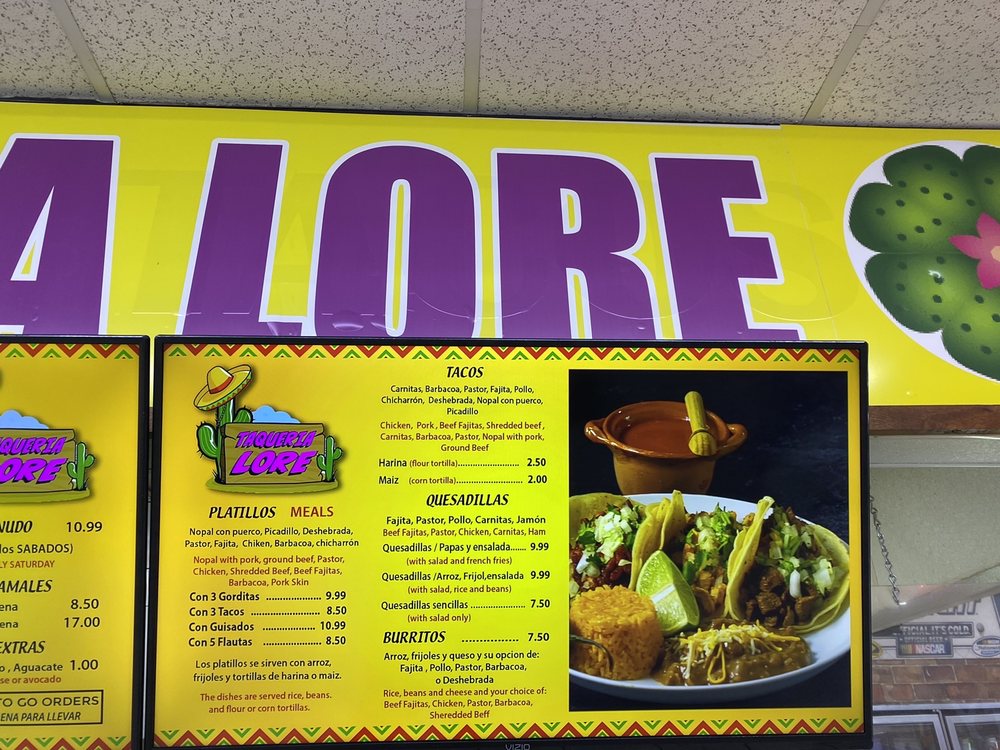 A LORE
TAQUERIA
LORE
10.99
SABADOS)
SATURDAY
8.50
17.00
, Aguacate 1.00
or avocado
TO GO ORDERS
PARA LLEVAR
TAQUERIA
LORE
PLATILLOS MEALS
Nopal con puerco, Picadillo, Deshebrada,
Pastor, Fajita, Chiken, Barbacoa, chicharrón
Nopal with pork, ground beef, Pastor,
Chicken, Shredded Beef, Beef Fajitas,
Barbacoa, Pork Skin
Con 3 Gorditas ..................... 9.99
Con 3 Tacos ........................ 8.50
Con Guisados .................... 10.99
Con 5 Flautas ...................... 8.50
Los platillos se sirven con arroz,
frijoles y tortillas de harina o maiz.
The dishes are served rice, beans.
and flour or corn tortillas.
TACOS
Carnitas, Barbacoa, Pastor, Fajita, Pollo,
Chicharrón, Deshebrada, Nopal con puerco,
Picadillo
Chicken, Pork , Beef Fajitas, Shredded beef ,
Carnitas, Barbacoa, Pastor, Nopal with pork,
Ground Beef
Harina (flour tortilla)......................... 2.50
Maiz (corn tortilla)........................... 2.00
QUESADILLAS
Fajita, Pastor, Pollo, Carnitas, Jamón
Beef Fajitas, Pastor, Chicken, Carnitas, Ham
Quesadillas /Papas y ensalada....... 9.99
(with salad and french fries)
Quesadillas /Arroz, Frijol,ensalada 9.99
(with salad, rice and beans)
Quesadillas sencillas ..................... 7.50
(with salad only)
BURRITOS ................ 7.50
Arroz, frijoles y queso y su opcion de:
Fajita , Pollo, Pastor, Barbacoa,
o Deshebrada
Rice, beans and cheese and your choice of:
Beef Fajitas, Chicken, Pastor, Barbacoa,
Sheredded Beff
VIZIO
IT'S COLD.
OFFICIAL BEER
NASCAR